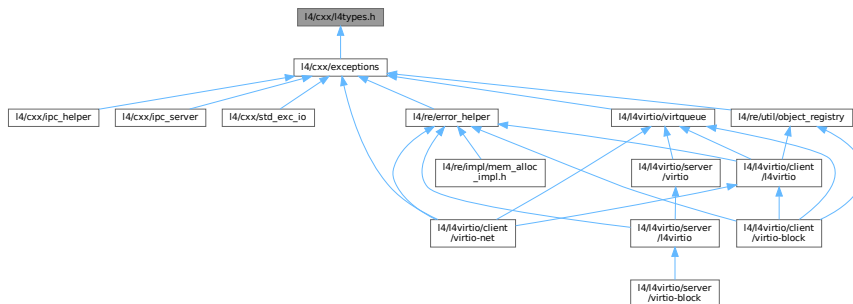 l4/cxx/l4types.h
l4/cxx/exceptions
l4/cxx/ipc_helper
l4/cxx/ipc_server
l4/cxx/std_exc_io
l4/re/error_helper
l4/l4virtio/virtqueue
l4/re/util/object_registry
l4/re/impl/mem_alloc
_impl.h
l4/l4virtio/server
/virtio
l4/l4virtio/client
/l4virtio
l4/l4virtio/client
/virtio-net
l4/l4virtio/server
/l4virtio
l4/l4virtio/client
/virtio-block
l4/l4virtio/server
/virtio-block